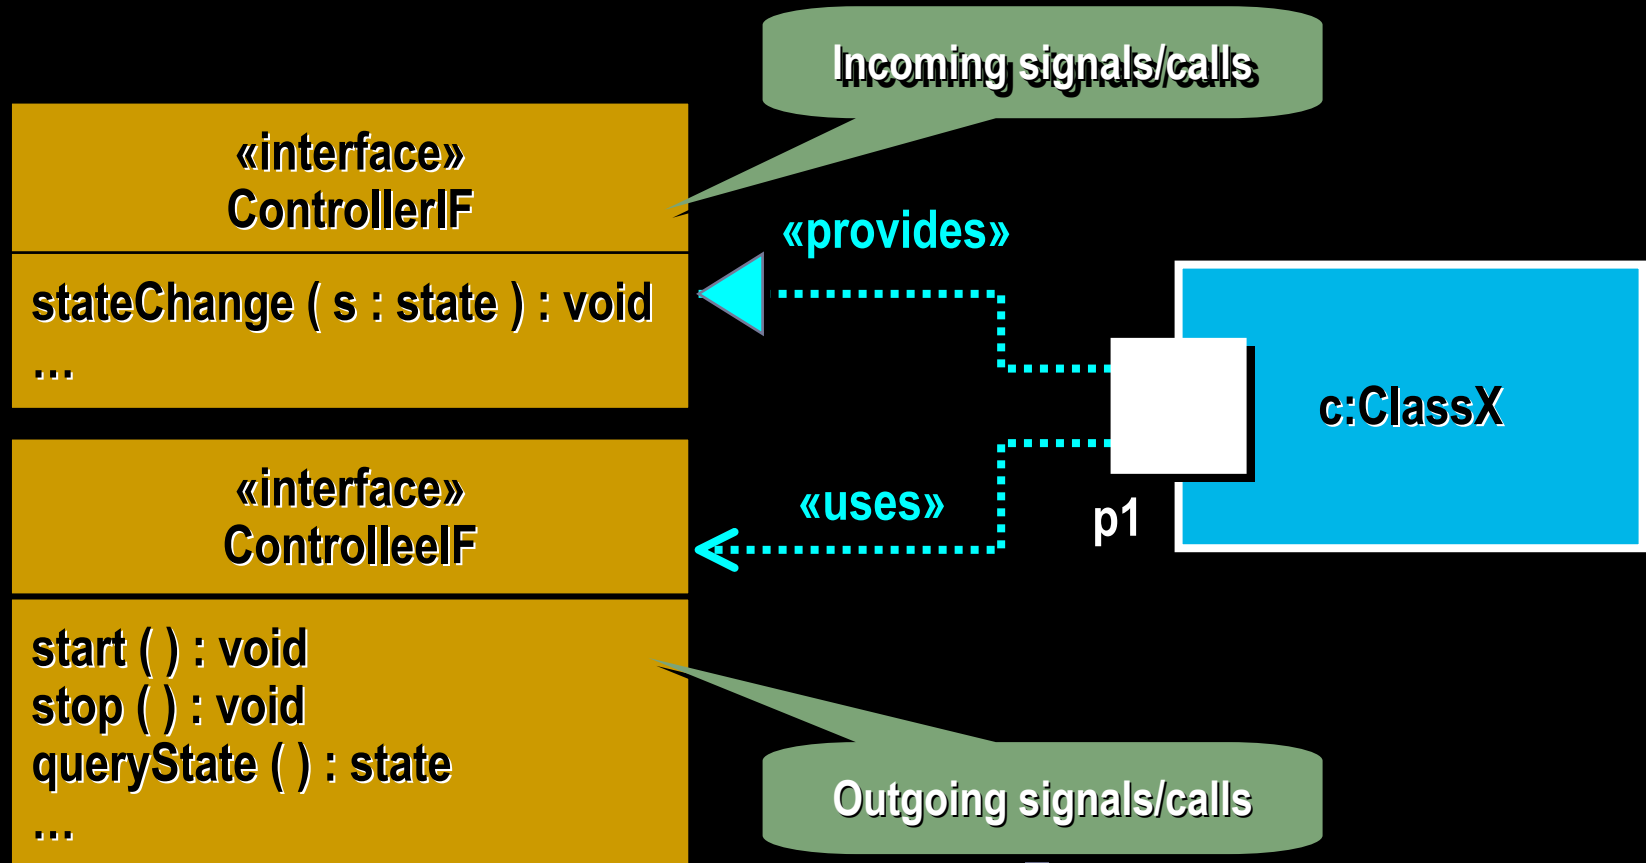 Incoming signals/calls
«interface»
ControllerIF
stateChange ( s : state ) : void
…
«provides»
c:ClassX
p1
«interface»
ControlleeIF
«uses»
start ( ) : void
stop ( ) : void
queryState ( ) : state
…
Outgoing signals/calls